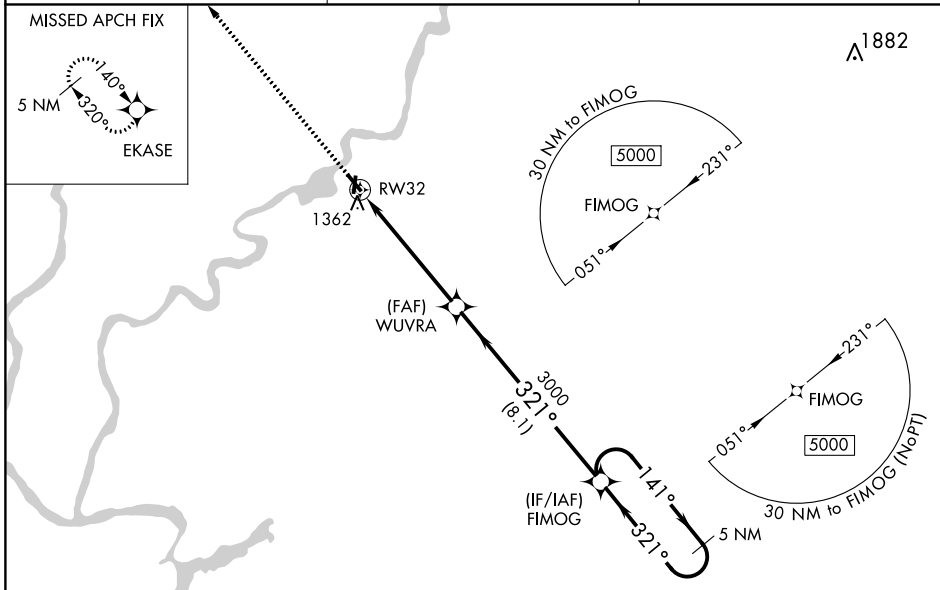 MISSED APCH FIX
140°
5 NM
320°
EKASE
1882
30 NM to FIMOG
5000
231°
FIMOG
051°
RW32
1362
(FAF)
WUVRA
3000
321°
(8.1)
231°
FIMOG
051°
5000
30 NM to FIMOG (NoPT)
(IF/IAF)
FIMOG
141°
321°
5 NM